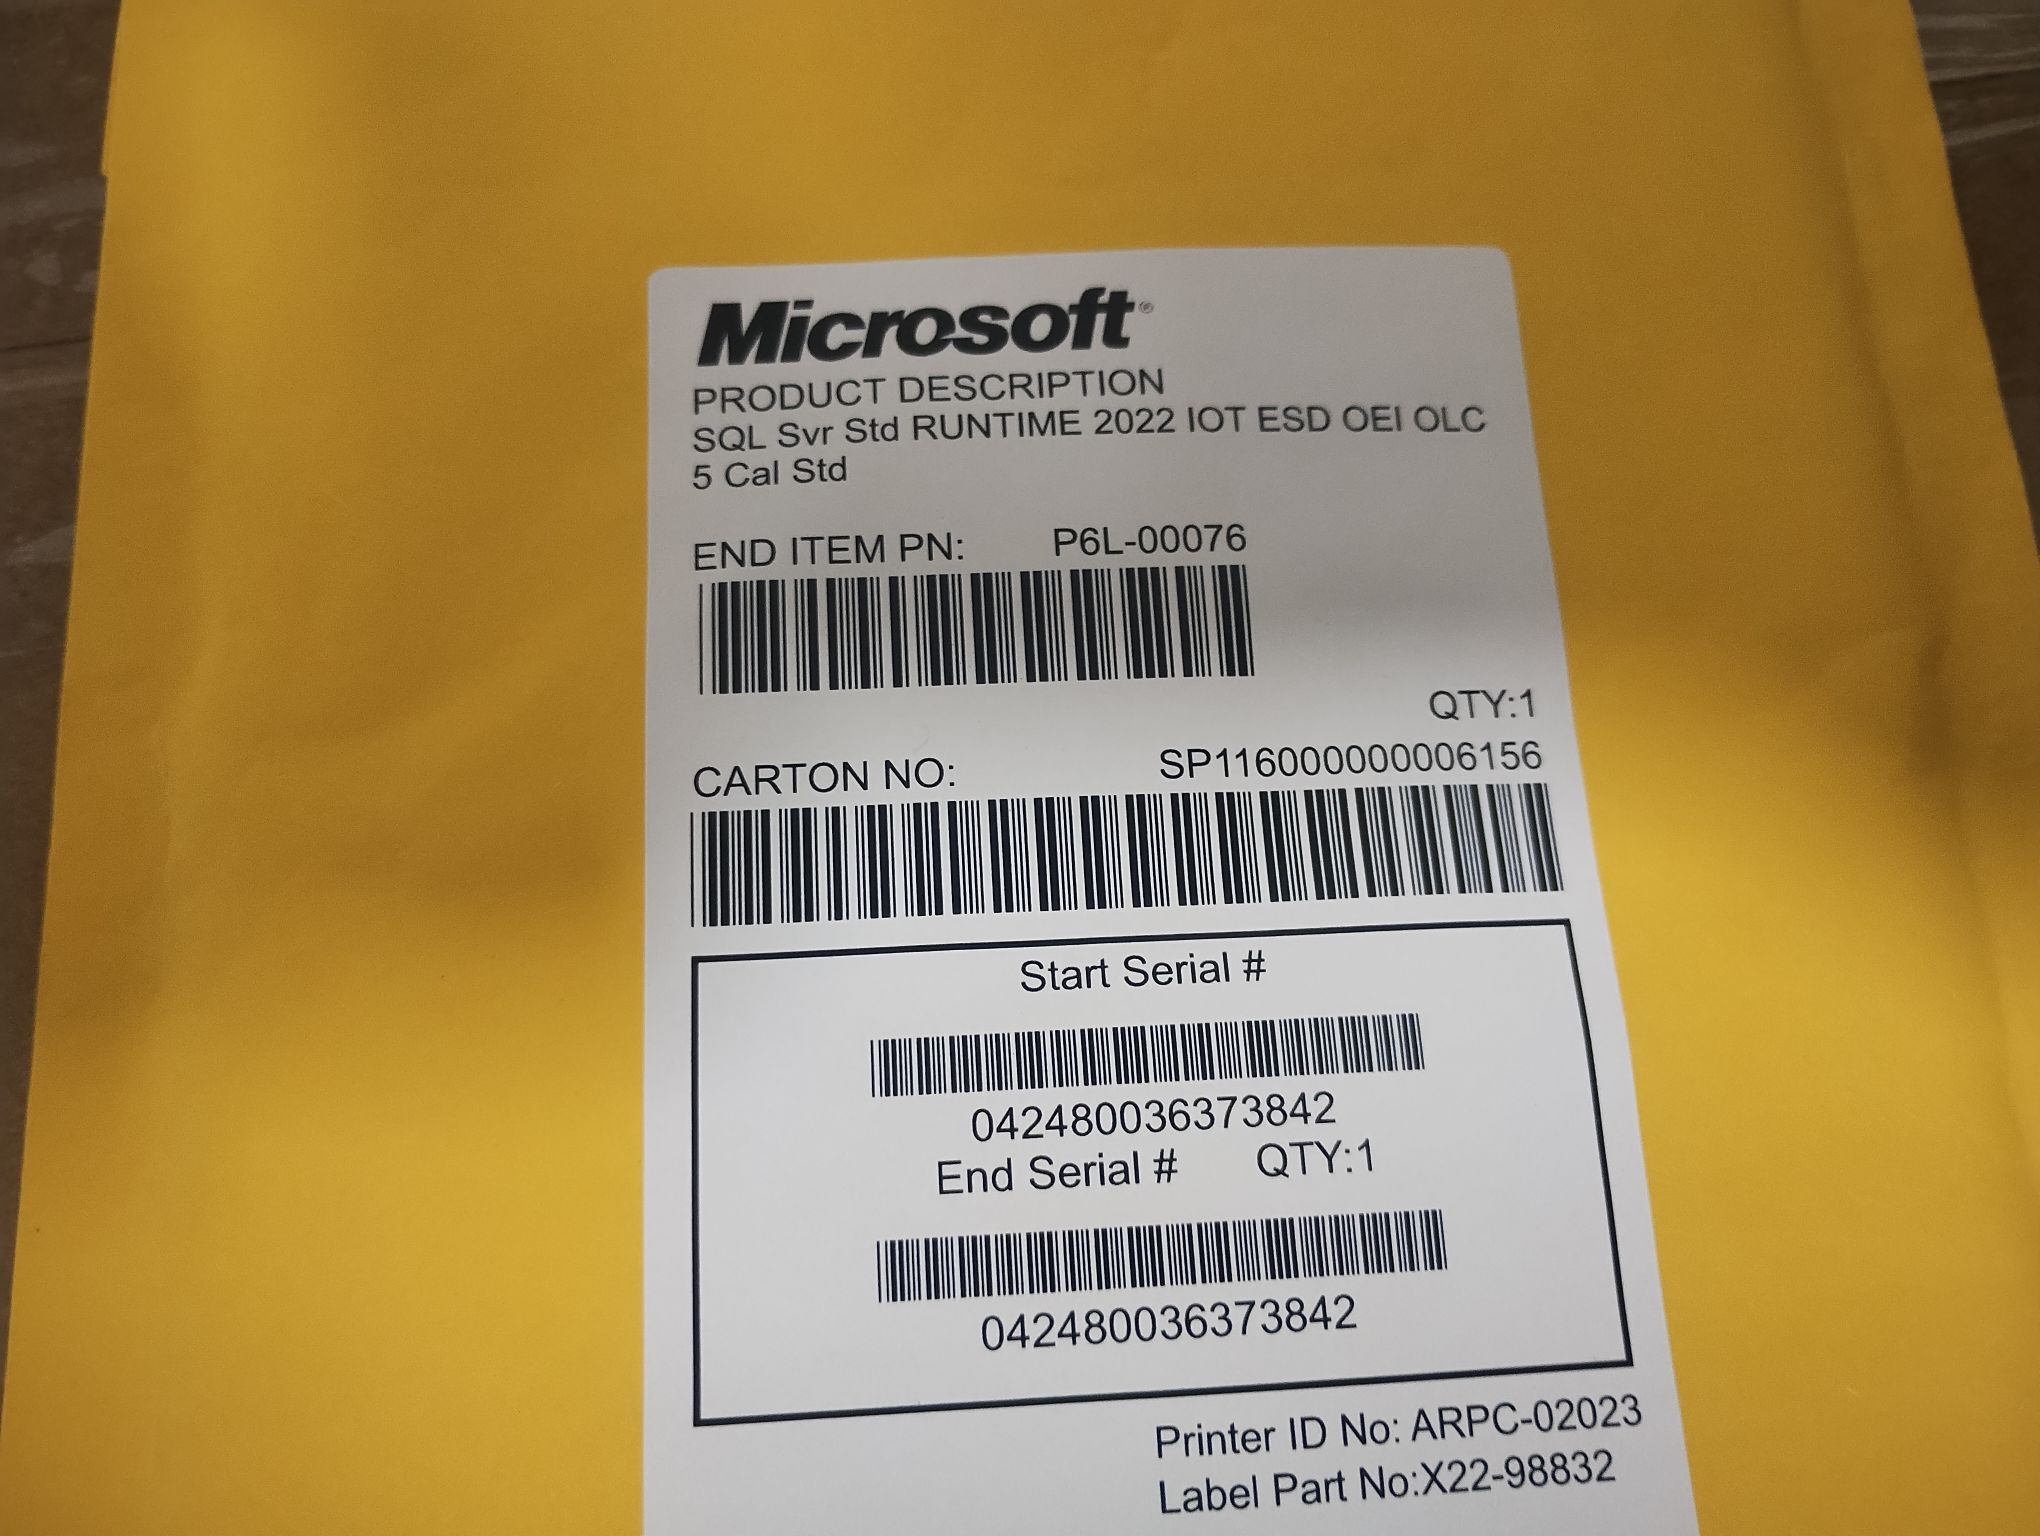 Microsoft®
PRODUCT DESCRIPTION
SQL Svr Std RUNTIME 2022 IOT ESD OEI OLC
5 Cal Std
END ITEM PN: P6L-00076
QTY:1
CARTON NO: SP116000000006156
Start Serial #
042480036373842
End Serial # QTY:1
042480036373842
Printer ID No: ARPC-02023
Label Part No:X22-98832